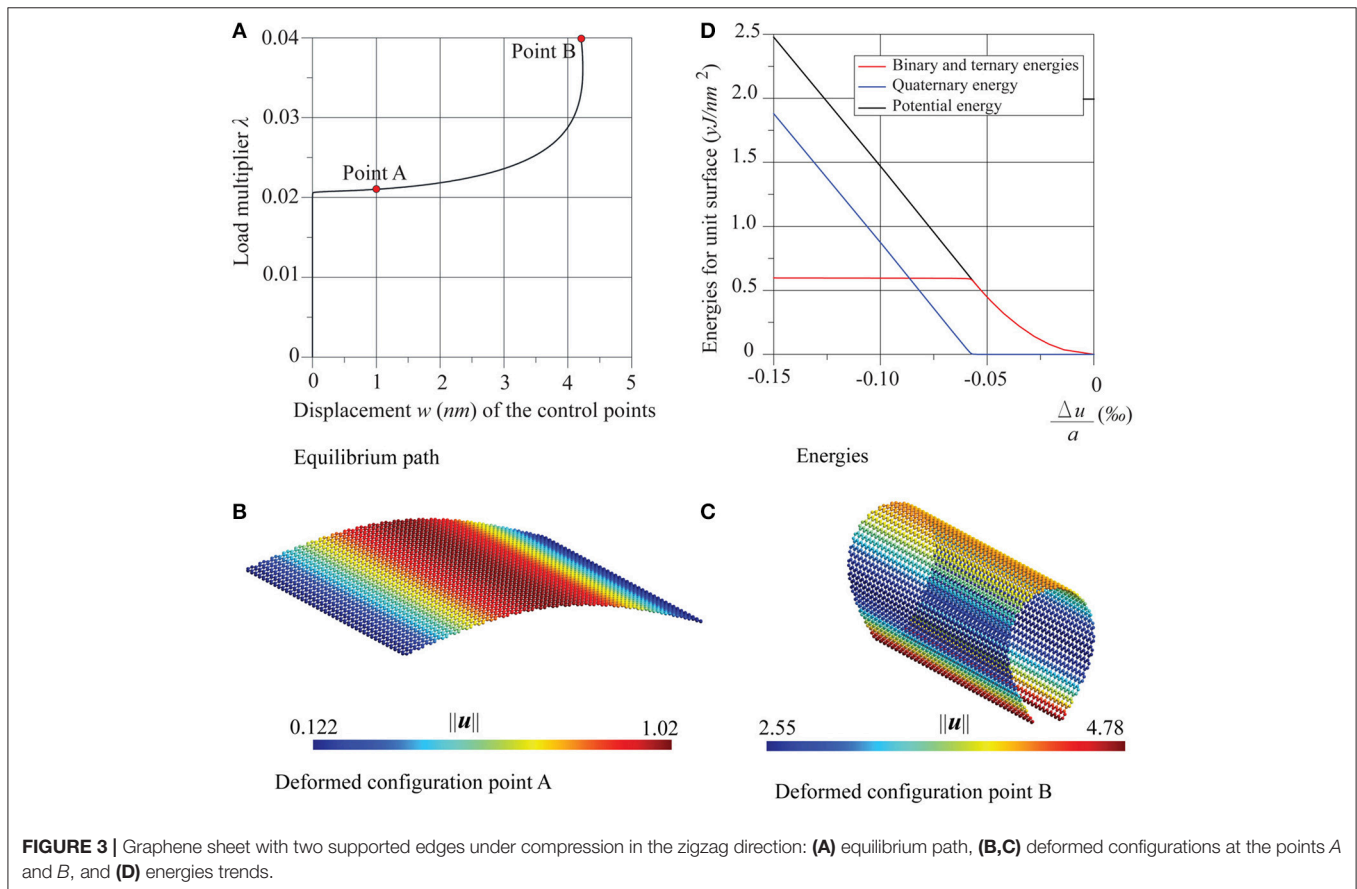 A
Load multiplier λ
0.04
0.03
0.02
0.01
0
Point B
Point A
0 1 2 3 4 5
Displacement w (nm) of the control points
Equilibrium path
D
Energies for unit surface (yJ/nm ²)
2.5
2.0
1.5
1.0
0.5
0
Binary and ternary energies
Quaternary energy
Potential energy
-0.15 -0.10 -0.05 0
Δu
a (‰)
Energies
B
0.122 ||u|| 1.02
Deformed configuration point A
C
2.55 ||u|| 4.78
Deformed configuration point B
FIGURE 3 | Graphene sheet with two supported edges under compression in the zigzag direction: (A) equilibrium path, (B,C) deformed configurations at the points A
and B, and (D) energies trends.